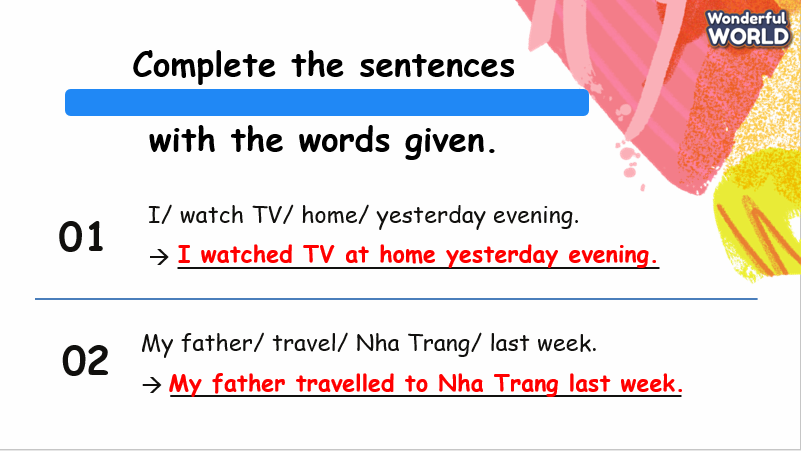 Wonderful
WORLD
Complete the sentences
with the words given.
01
I/ watch TV/ home/ yesterday evening.
→ I watched TV at home yesterday evening.
02
My father/ travel/ Nha Trang/ last week.
→ My father travelled to Nha Trang last week.